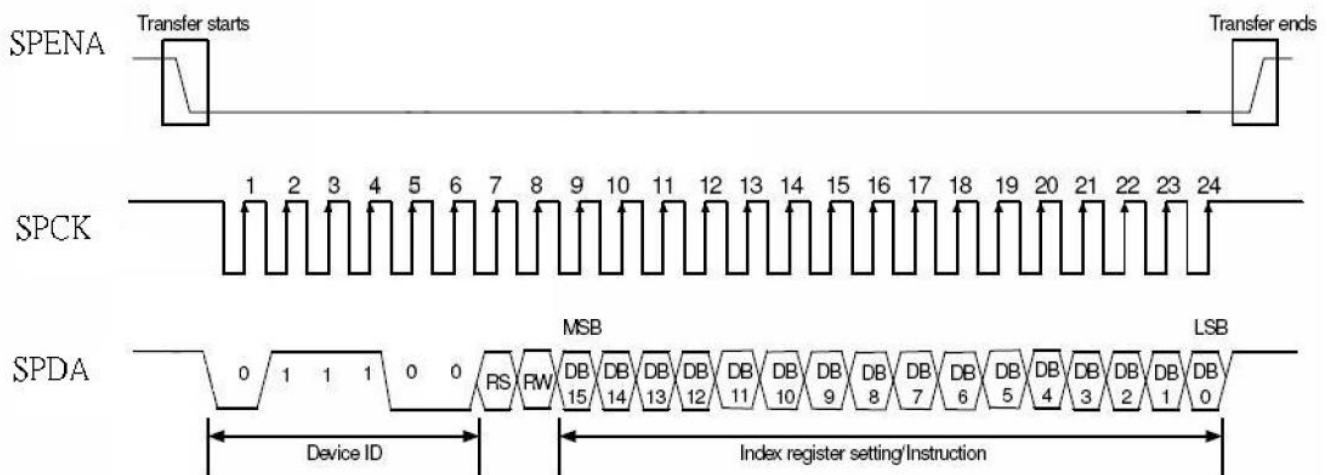 Transfer starts Transfer ends
SPENA
1 2 3 4 5 6 7 8 9 10 11 12 13 14 15 16 17 18 19 20 21 22 23 24
SPCK
MSB LSB
SPDA
0 1 1 1 0 0 RS RW DB 15 DB 14 DB 13 DB 12 DB 11 DB 10 DB 9 DB 8 DB 7 DB 6 DB 5 DB 4 DB 3 DB 2 DB 1 DB 0
Device ID Index register setting/Instruction